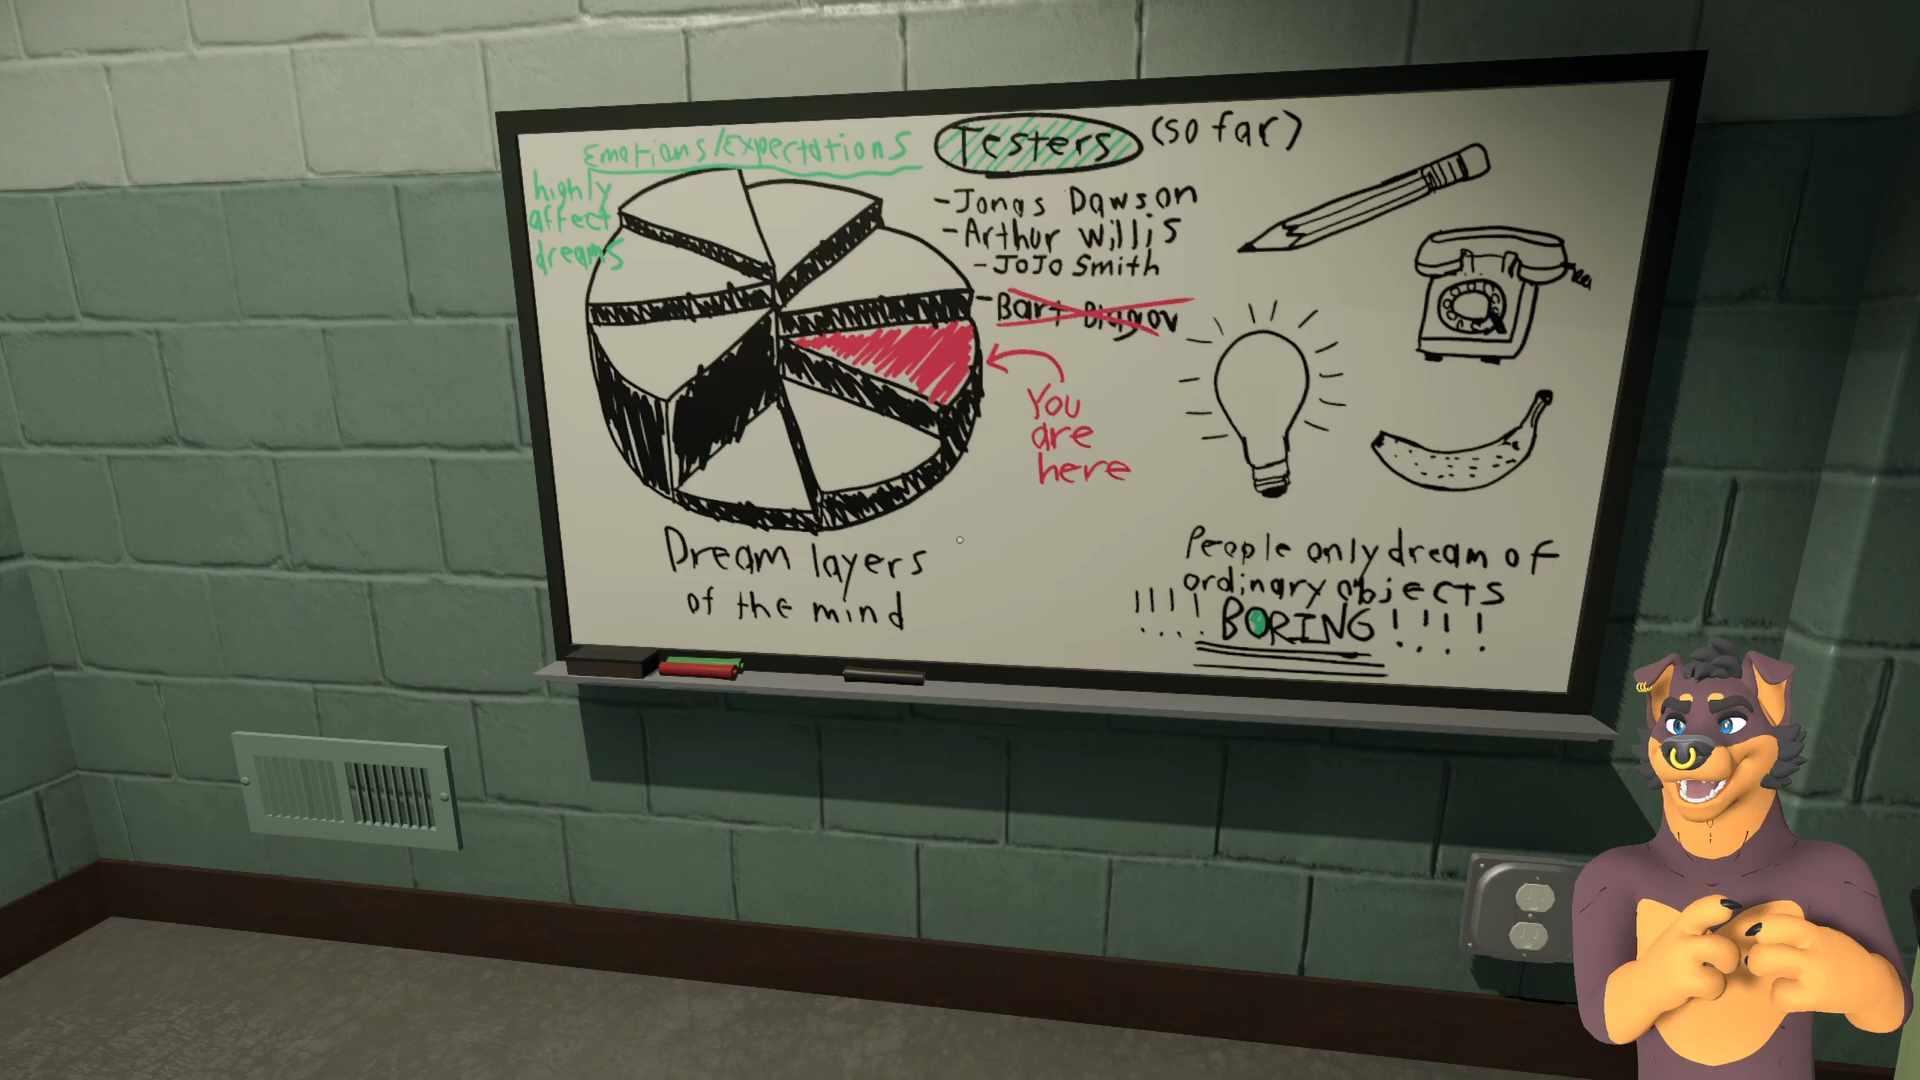 Emotions/Expectations
highly
affect
dreams
Dream layers
of the mind
Testers (so far)
-Jonas Dawson
-Arthur Willis
-JoJo Smith
-Bart
You
are
here
People only dream of
ordinary objects
!!!! BORING !!!!